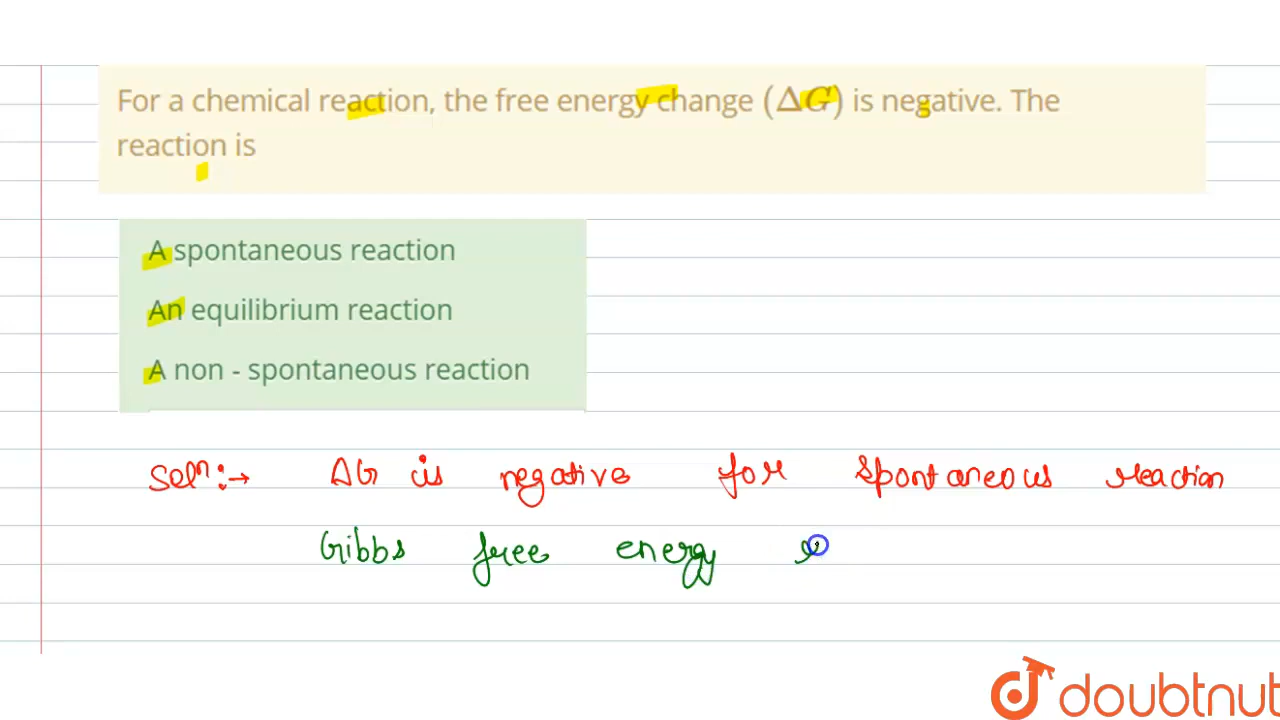 For a chemical reaction, the free energy change (ΔG) is negative. The
reaction is
A spontaneous reaction
An equilibrium reaction
A non - spontaneous reaction
Solⁿ:→ ΔG is negative for spontaneous reaction
Gibbs free energy
doubtnut